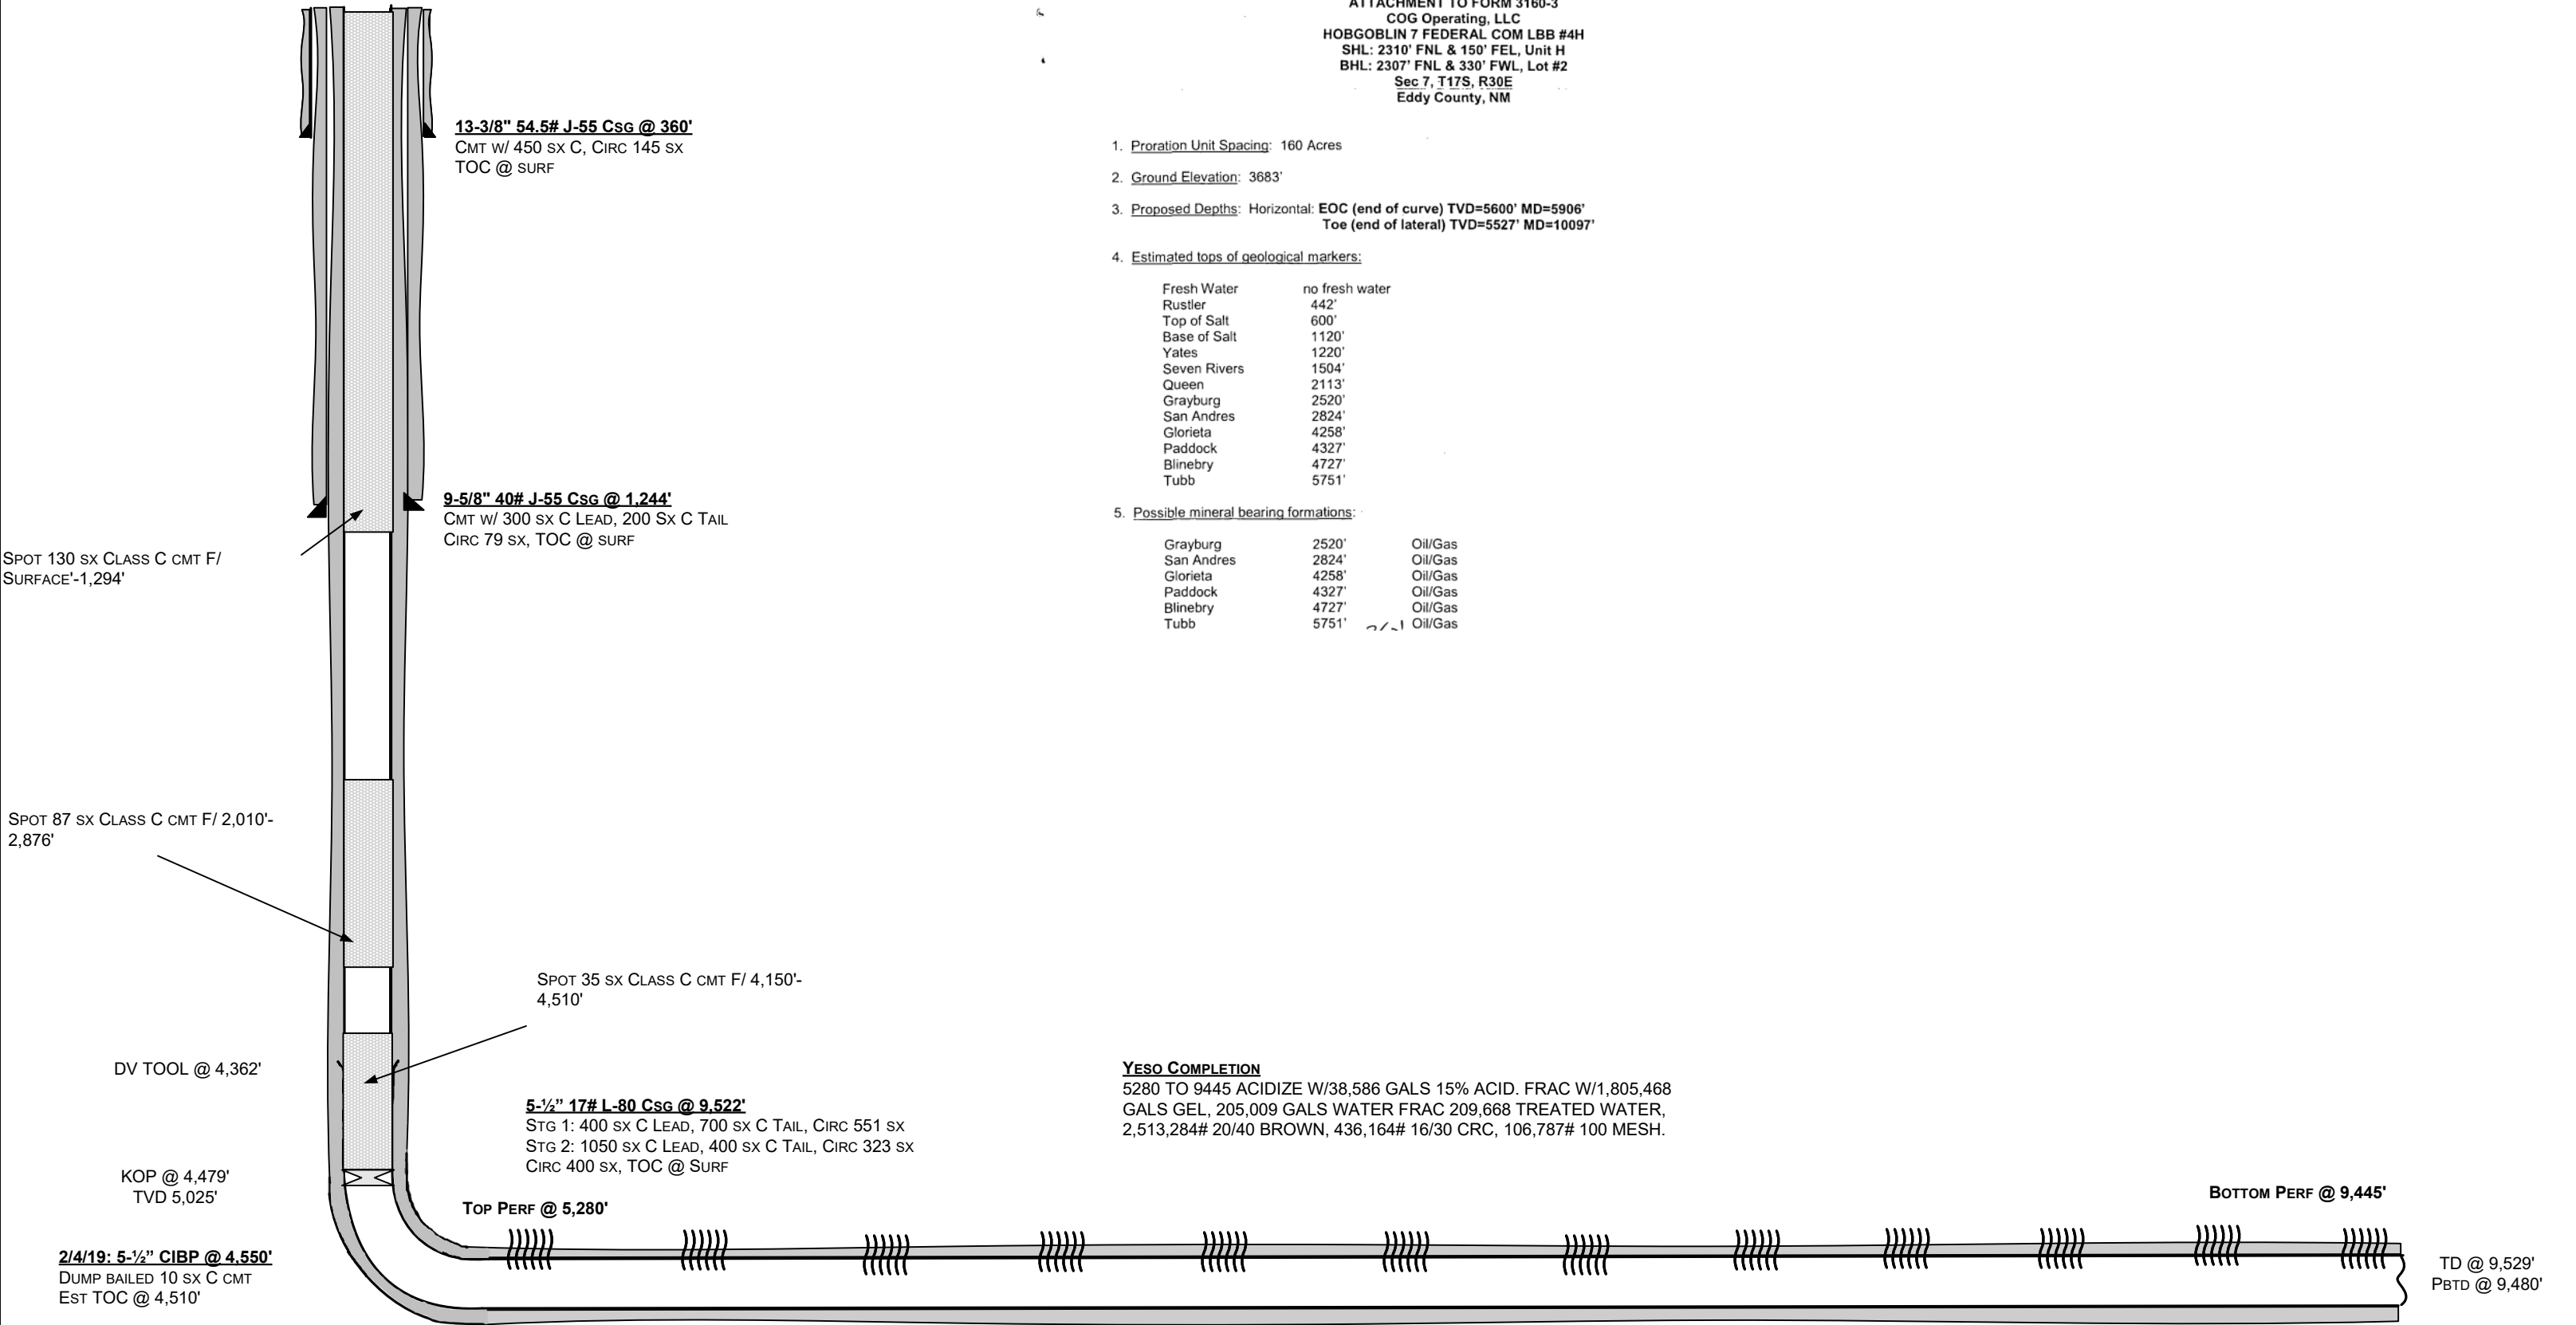 ATTACHMENT TO FORM 3160-3
COG Operating, LLC
HOBGOBLIN 7 FEDERAL COM LBB #4H
SHL: 2310' FNL & 150' FEL, Unit H
BHL: 2307' FNL & 330' FWL, Lot #2
Sec 7, T17S, R30E
Eddy County, NM
13-3/8" 54.5# J-55 CSG @ 360'
CMT W/ 450 SX C, CIRC 145 SX
TOC @ SURF
1. Proration Unit Spacing: 160 Acres
2. Ground Elevation: 3683'
3. Proposed Depths: Horizontal: EOC (end of curve) TVD=5600' MD=5906'
Toe (end of lateral) TVD=5527' MD=10097'
4. Estimated tops of geological markers:
Fresh Water no fresh water
Rustler 442'
Top of Salt 600'
Base of Salt 1120'
Yates 1220'
Seven Rivers 1504'
Queen 2113'
Grayburg 2520'
San Andres 2824'
Glorieta 4258'
Paddock 4327'
Blinebry 4727'
Tubb 5751'
5. Possible mineral bearing formations:
Grayburg 2520' Oil/Gas
San Andres 2824' Oil/Gas
Glorieta 4258' Oil/Gas
Paddock 4327' Oil/Gas
Blinebry 4727' Oil/Gas
Tubb 5751' Oil/Gas
9-5/8" 40# J-55 CSG @ 1,244'
CMT W/ 300 SX C LEAD, 200 SX C TAIL
CIRC 79 SX, TOC @ SURF
SPOT 130 SX CLASS C CMT F/
SURFACE'-1,294'
SPOT 87 SX CLASS C CMT F/ 2,010'-
2,876'
SPOT 35 SX CLASS C CMT F/ 4,150'-
4,510'
DV TOOL @ 4,362'
5-½” 17# L-80 CSG @ 9,522'
STG 1: 400 SX C LEAD, 700 SX C TAIL, CIRC 551 SX
STG 2: 1050 SX C LEAD, 400 SX C TAIL, CIRC 323 SX
CIRC 400 SX, TOC @ SURF
YESO COMPLETION
5280 TO 9445 ACIDIZE W/38,586 GALS 15% ACID. FRAC W/1,805,468
GALS GEL, 205,009 GALS WATER FRAC 209,668 TREATED WATER,
2,513,284# 20/40 BROWN, 436,164# 16/30 CRC, 106,787# 100 MESH.
KOP @ 4,479'
TVD 5,025'
TOP PERF @ 5,280'
BOTTOM PERF @ 9,445'
2/4/19: 5-½” CIBP @ 4,550'
DUMP BAILED 10 SX C CMT
EST TOC @ 4,510'
TD @ 9,529'
PBTD @ 9,480'